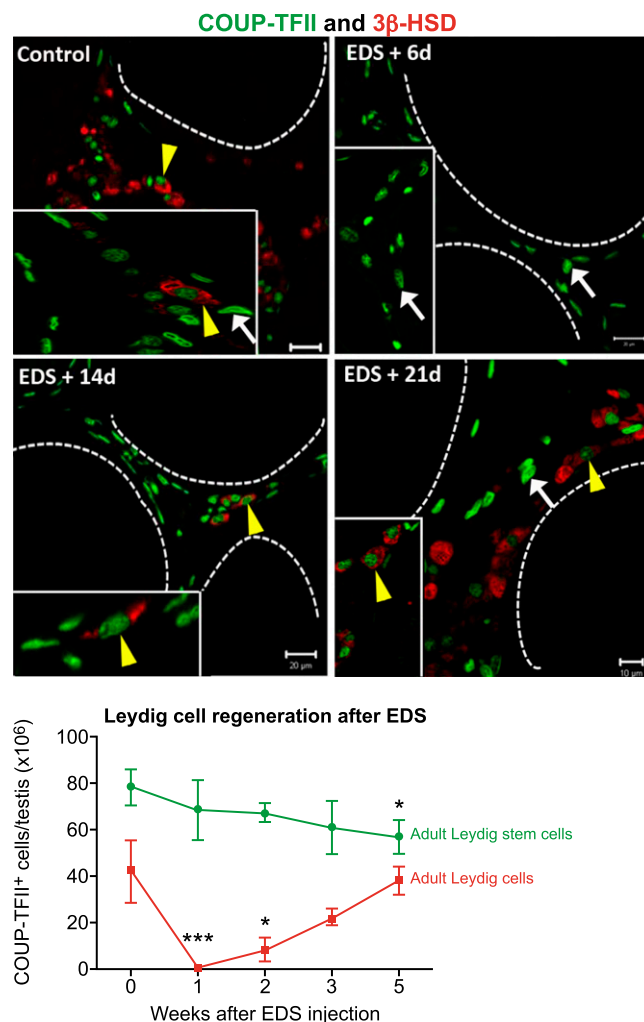 COUP-TFII and 3β-HSD
Control
EDS + 6d
EDS + 14d
EDS + 21d
20 μm
10 μm
Leydig cell regeneration after EDS
COUP-TFII⁺ cells/testis (x10⁶)
100
80
60
40
20
0
*
***
*
Adult Leydig stem cells
Adult Leydig cells
0 1 2 3 5
Weeks after EDS injection